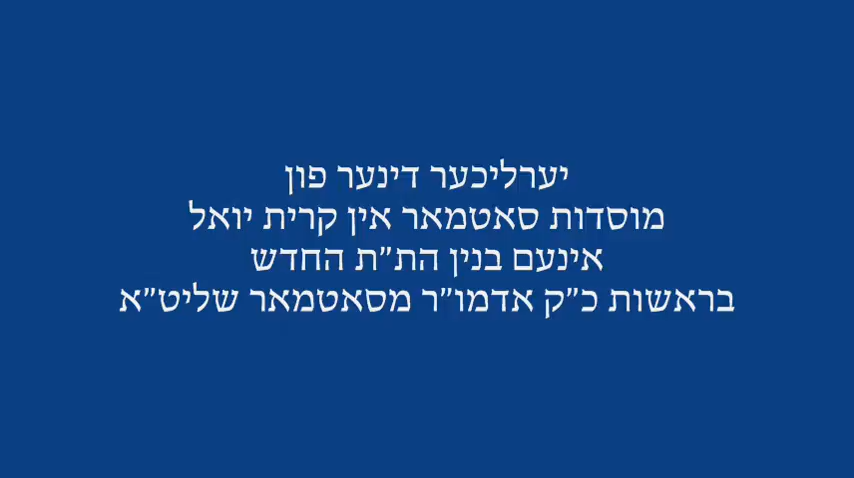 יערליכער דינער פון
מוסדות סאטמאר אין קרית יואל
אינעם בנין הת״ת החדש
בראשות כ״ק אדמו״ר מסאטמאר שליט״א